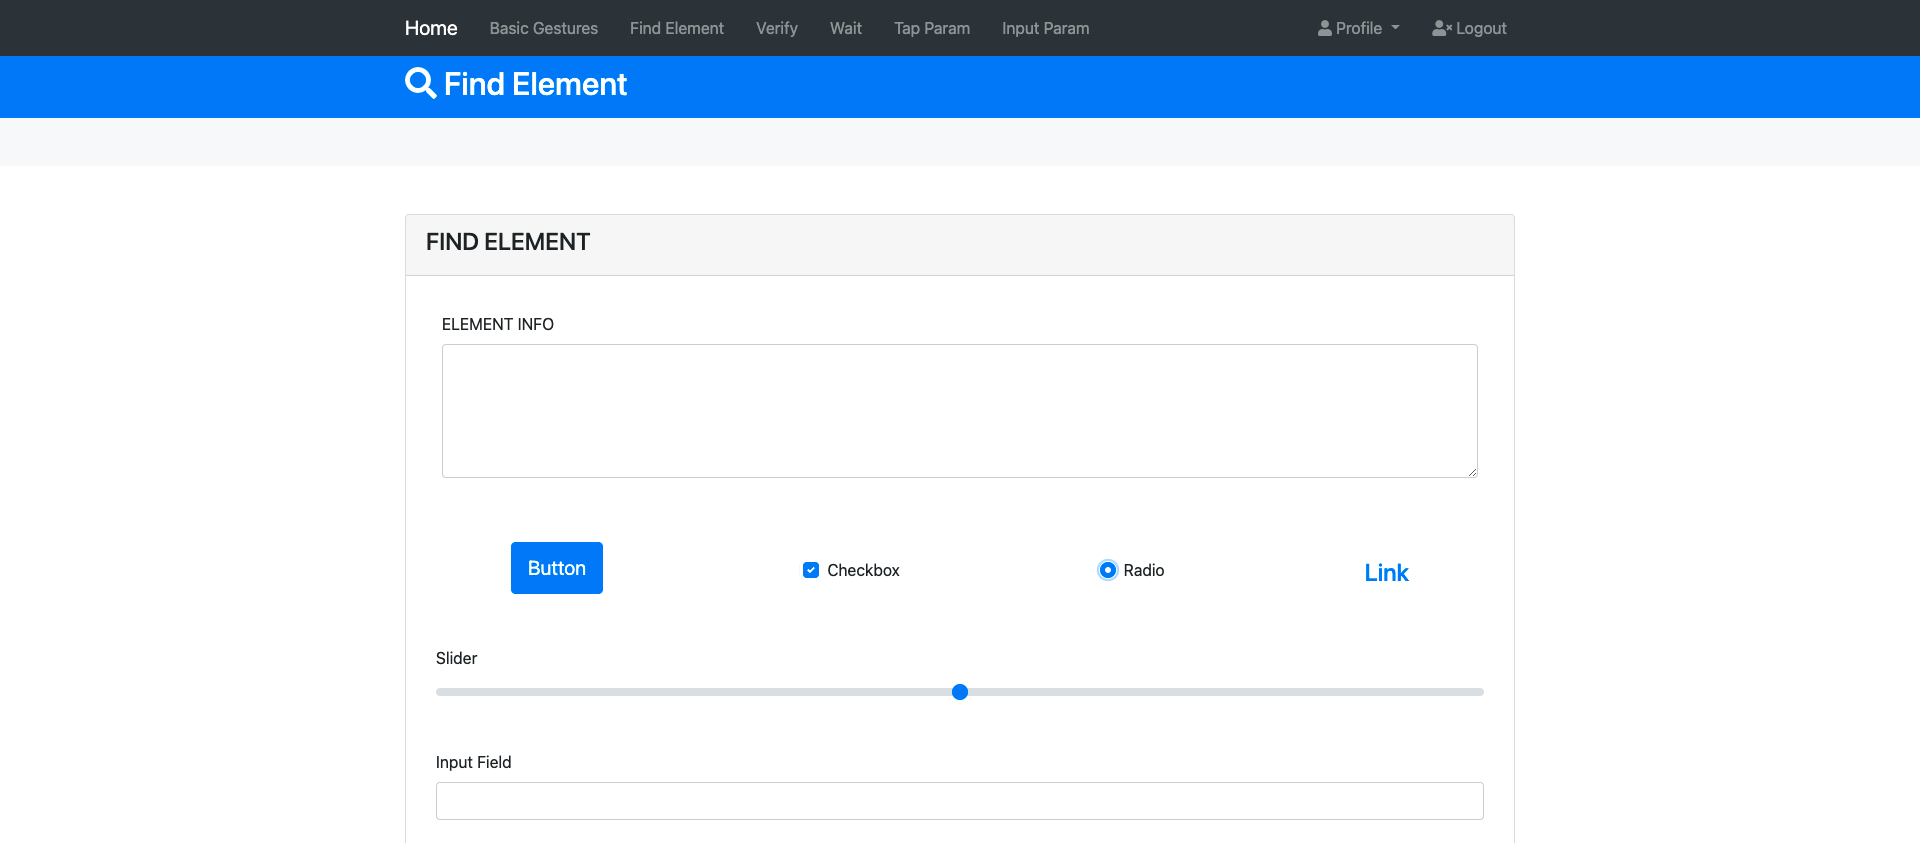 Home Basic Gestures Find Element Verify Wait Tap Param Input Param Profile Logout
Find Element
FIND ELEMENT
ELEMENT INFO
Button Checkbox Radio Link
Slider
Input Field